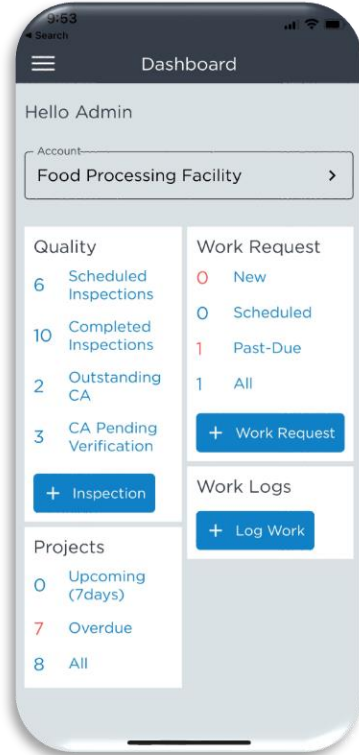 9:53
◂ Search
Dashboard
Hello Admin
Account
Food Processing Facility
Quality
6 Scheduled
Inspections
10 Completed
Inspections
2 Outstanding
CA
3 CA Pending
Verification
+ Inspection
Projects
0 Upcoming
(7days)
7 Overdue
8 All
Work Request
0 New
0 Scheduled
1 Past-Due
1 All
+ Work Request
Work Logs
+ Log Work